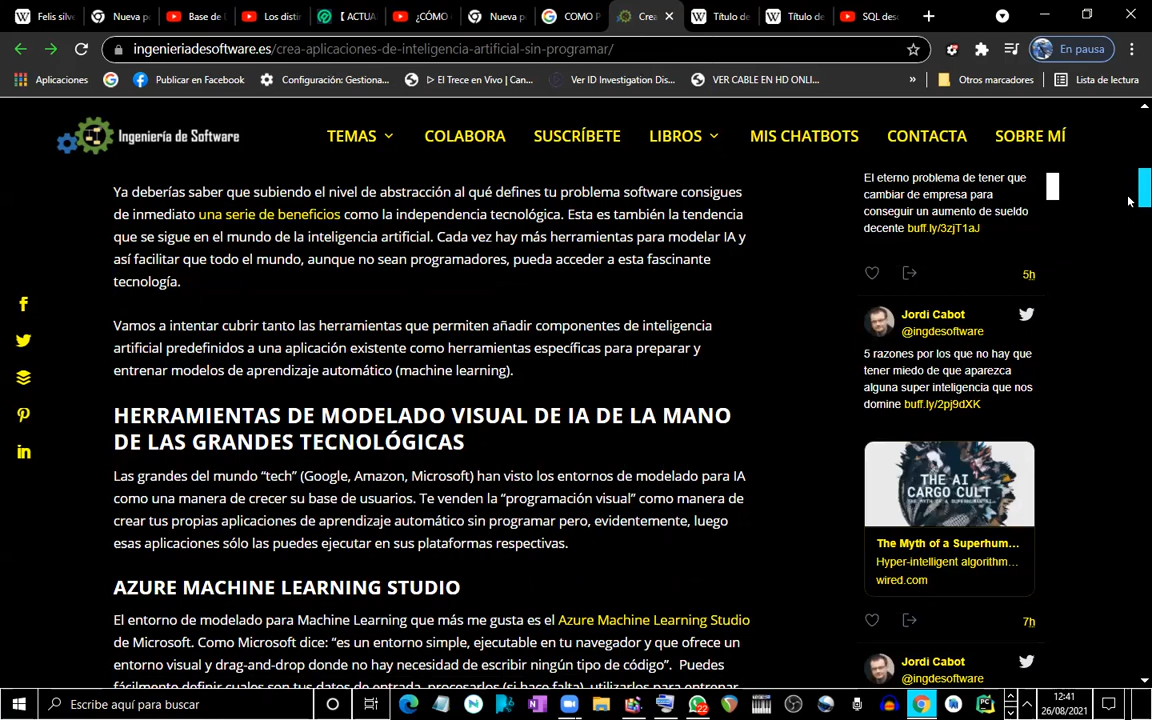 Felis silve
Nueva pe
Base de l
Los disti
【 ACTUA
¿CÓMO
Nueva p
COMO P
Crea
Título de
Título de
SQL des
ingenieriadesoftware.es/crea-aplicaciones-de-inteligencia-artificial-sin-programar/
En pausa
Aplicaciones
Publicar en Facebook
Configuración: Gestiona...
▷ El Trece en Vivo | Can...
Ver ID Investigation Dis...
VER CABLE EN HD ONLI...
»
Otros marcadores
Lista de lectura
Ingeniería de Software
TEMAS
COLABORA
SUSCRÍBETE
LIBROS
MIS CHATBOTS
CONTACTA
SOBRE MÍ
Ya deberías saber que subiendo el nivel de abstracción al qué defines tu problema software consigues
de inmediato una serie de beneficios como la independencia tecnológica. Esta es también la tendencia
que se sigue en el mundo de la inteligencia artificial. Cada vez hay más herramientas para modelar IA y
así facilitar que todo el mundo, aunque no sean programadores, pueda acceder a esta fascinante
tecnología.
Vamos a intentar cubrir tanto las herramientas que permiten añadir componentes de inteligencia
artificial predefinidos a una aplicación existente como herramientas específicas para preparar y
entrenar modelos de aprendizaje automático (machine learning).
HERRAMIENTAS DE MODELADO VISUAL DE IA DE LA MANO
DE LAS GRANDES TECNOLÓGICAS
Las grandes del mundo “tech” (Google, Amazon, Microsoft) han visto los entornos de modelado para IA
como una manera de crecer su base de usuarios. Te venden la “programación visual” como manera de
crear tus propias aplicaciones de aprendizaje automático sin programar pero, evidentemente, luego
esas aplicaciones sólo las puedes ejecutar en sus plataformas respectivas.
AZURE MACHINE LEARNING STUDIO
El entorno de modelado para Machine Learning que más me gusta es el Azure Machine Learning Studio
de Microsoft. Como Microsoft dice: “es un entorno simple, ejecutable en tu navegador y que ofrece un
entorno visual y drag-and-drop donde no hay necesidad de escribir ningún tipo de código”. Puedes
fácilmente definir cuales son tus datos de entrada, procesarlos (si hace falta), utilizarlos para entrenar
El eterno problema de tener que
cambiar de empresa para
conseguir un aumento de sueldo
decente buff.ly/3zjT1aJ
5h
Jordi Cabot
@ingdesoftware
5 razones por los que no hay que
tener miedo de que aparezca
alguna super inteligencia que nos
domine buff.ly/2pj9dXK
THE AI
CARGO CULT
The Myth of a Superhum...
Hyper-intelligent algorithm...
wired.com
7h
Jordi Cabot
@ingdesoftware
Escribe aquí para buscar
22
12:41
26/08/2021